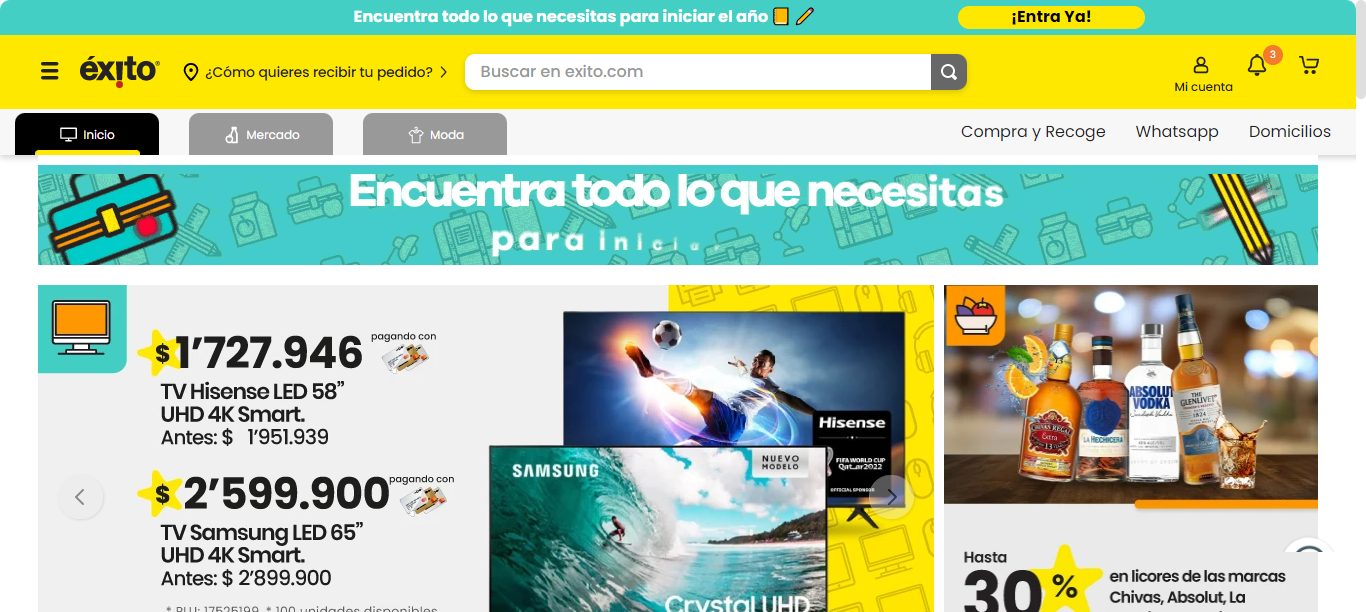 Encuentra todo lo que necesitas para iniciar el año
¡Entra Ya!
éxito
¿Cómo quieres recibir tu pedido?
Buscar en exito.com
3
Mi cuenta
Inicio
Mercado
Moda
Compra y Recoge
Whatsapp
Domicilios
Encuentra todo lo que necesitas
para iniciar
$ 1'727.946
pagando con
TV Hisense LED 58”
UHD 4K Smart.
Antes: $ 1'951.939
$ 2'599.900
pagando con
TV Samsung LED 65”
UHD 4K Smart.
Antes: $ 2'899.900
* PLU: 17525199. * 100 unidades disponibles
Hisense
FIFA WORLD CUP
Qatar2022
OFFICIAL SPONSOR
SAMSUNG
NUEVO
MODELO
Crystal UHD
CHIVAS REGAL
Extra
13
LA HECHICERA
ABSOLUT
VODKA
THE
GLENLIVET
1824
Hasta
30 %
en licores de las marcas
Chivas, Absolut, La